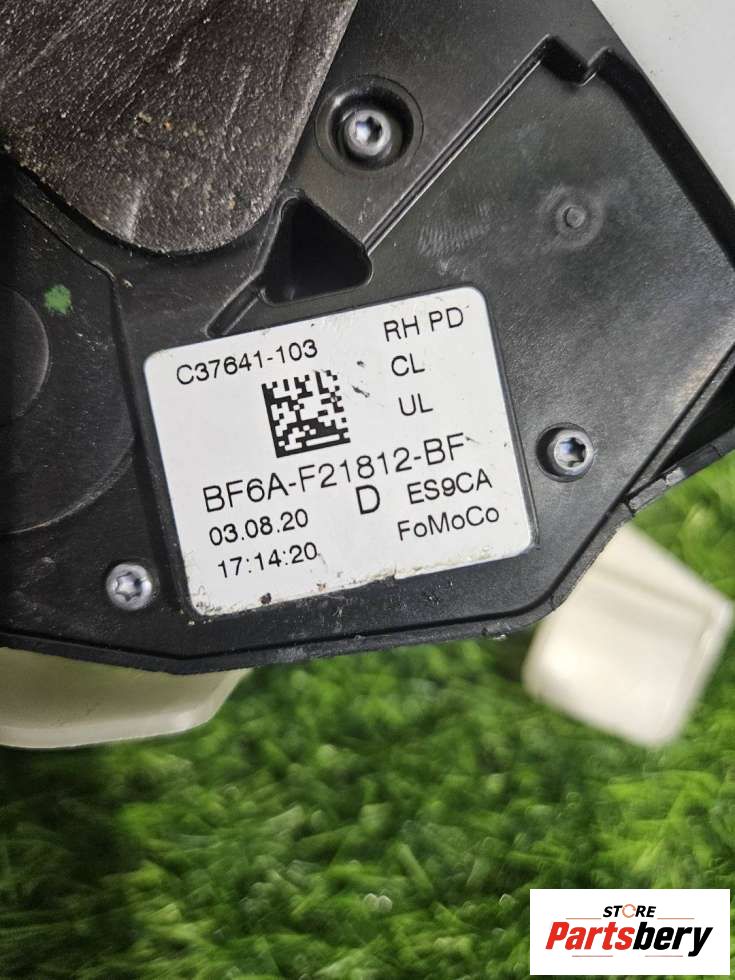 C37641-103
RH PD
CL
UL
BF6A-F21812-BF
03.08.20
D
ES9CA
17:14:20
FoMoCo
STORE
Partsbery